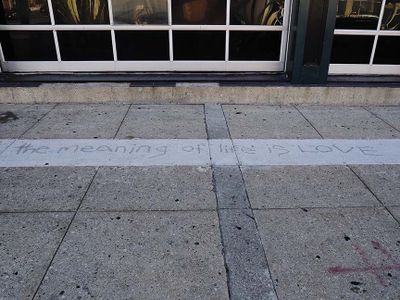 the meaning of life is LOVE